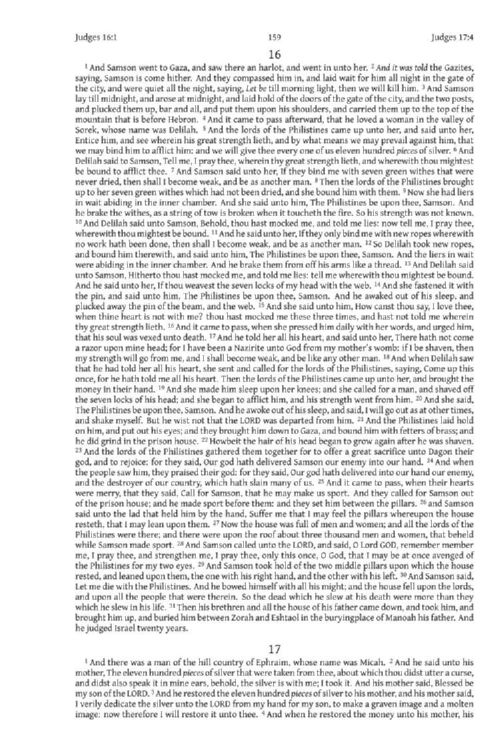 Judges 16:1 159 Judges 17:4
16
1 And Samson went to Gaza, and saw there an harlot, and went in unto her. 2 And it was told the Gazites,
saying, Samson is come hither. And they compassed him in, and laid wait for him all night in the gate of
the city, and were quiet all the night, saying, Let be till morning light, then we will kill him. 3 And Samson
lay till midnight, and arose at midnight, and laid hold of the doors of the gate of the city, and the two posts,
and plucked them up, bar and all, and put them upon his shoulders, and carried them up to the top of the
mountain that is before Hebron. 4 And it came to pass afterward, that he loved a woman in the valley of
Sorek, whose name was Delilah. 5 And the lords of the Philistines came up unto her, and said unto her,
Entice him, and see wherein his great strength lieth, and by what means we may prevail against him, that
we may bind him to afflict him: and we will give thee every one of us eleven hundred pieces of silver. 6 And
Delilah said to Samson, Tell me, I pray thee, wherein thy great strength lieth, and wherewith thou mightest
be bound to afflict thee. 7 And Samson said unto her, If they bind me with seven green withes that were
never dried, then shall I become weak, and be as another man. 8 Then the lords of the Philistines brought
up to her seven green withes which had not been dried, and she bound him with them. 9 Now she had liers
in wait abiding in the inner chamber. And she said unto him, The Philistines be upon thee, Samson. And
he brake the withes, as a string of tow is broken when it toucheth the fire. So his strength was not known.
10 And Delilah said unto Samson, Behold, thou hast mocked me, and told me lies: now tell me, I pray thee,
wherewith thou mightest be bound. 11 And he said unto her, If they only bind me with new ropes wherewith
no work hath been done, then shall I become weak, and be as another man. 12 So Delilah took new ropes,
and bound him therewith, and said unto him, The Philistines be upon thee, Samson. And the liers in wait
were abiding in the inner chamber. And he brake them from off his arms like a thread. 13 And Delilah said
unto Samson, Hitherto thou hast mocked me, and told me lies: tell me wherewith thou mightest be bound.
And he said unto her, If thou weavest the seven locks of my head with the web. 14 And she fastened it with
the pin, and said unto him, The Philistines be upon thee, Samson. And he awaked out of his sleep, and
plucked away the pin of the beam, and the web. 15 And she said unto him, How canst thou say, I love thee,
when thine heart is not with me? thou hast mocked me these three times, and hast not told me wherein
thy great strength lieth. 16 And it came to pass, when she pressed him daily with her words, and urged him,
that his soul was vexed unto death. 17 And he told her all his heart, and said unto her, There hath not come
a razor upon mine head; for I have been a Nazirite unto God from my mother's womb: if I be shaven, then
my strength will go from me, and I shall become weak, and be like any other man. 18 And when Delilah saw
that he had told her all his heart, she sent and called for the lords of the Philistines, saying, Come up this
once, for he hath told me all his heart. Then the lords of the Philistines came up unto her, and brought the
money in their hand. 19 And she made him sleep upon her knees; and she called for a man, and shaved off
the seven locks of his head; and she began to afflict him, and his strength went from him. 20 And she said,
The Philistines be upon thee, Samson. And he awoke out of his sleep, and said, I will go out as at other times,
and shake myself. But he wist not that the LORD was departed from him. 21 And the Philistines laid hold
on him, and put out his eyes; and they brought him down to Gaza, and bound him with fetters of brass; and
he did grind in the prison house. 22 Howbeit the hair of his head began to grow again after he was shaven.
23 And the lords of the Philistines gathered them together for to offer a great sacrifice unto Dagon their
god, and to rejoice: for they said, Our god hath delivered Samson our enemy into our hand. 24 And when
the people saw him, they praised their god: for they said, Our god hath delivered into our hand our enemy,
and the destroyer of our country, which hath slain many of us. 25 And it came to pass, when their hearts
were merry, that they said, Call for Samson, that he may make us sport. And they called for Samson out
of the prison house; and he made sport before them: and they set him between the pillars. 26 and Samson
said unto the lad that held him by the hand, Suffer me that I may feel the pillars whereupon the house
resteth, that I may lean upon them. 27 Now the house was full of men and women; and all the lords of the
Philistines were there; and there were upon the roof about three thousand men and women, that beheld
while Samson made sport. 28 And Samson called unto the LORD, and said, O Lord GOD, remember
me, I pray thee, and strengthen me, I pray thee, only this once, O God, that I may be at once avenged of
the Philistines for my two eyes. 29 And Samson took hold of the two middle pillars upon which the house
rested, and leaned upon them, the one with his right hand, and the other with his left. 30 And Samson said,
Let me die with the Philistines. And he bowed himself with all his might; and the house fell upon the lords,
and upon all the people that were therein. So the dead which he slew at his death were more than they
which he slew in his life. 31 Then his brethren and all the house of his father came down, and took him, and
brought him up, and buried him between Zorah and Eshtaol in the buryingplace of Manoah his father. And
he judged Israel twenty years.
17
1 And there was a man of the hill country of Ephraim, whose name was Micah. 2 And he said unto his
mother, The eleven hundred pieces of silver that were taken from thee, about which thou didst utter a curse,
and didst also speak it in mine ears, behold, the silver is with me; I took it. And his mother said, Blessed be
my son of the LORD. 3 And he restored the eleven hundred pieces of silver to his mother, and his mother said,
I verily dedicate the silver unto the LORD from my hand for my son, to make a graven image and a molten
image: now therefore I will restore it unto thee. 4 And when he restored the money unto his mother, his